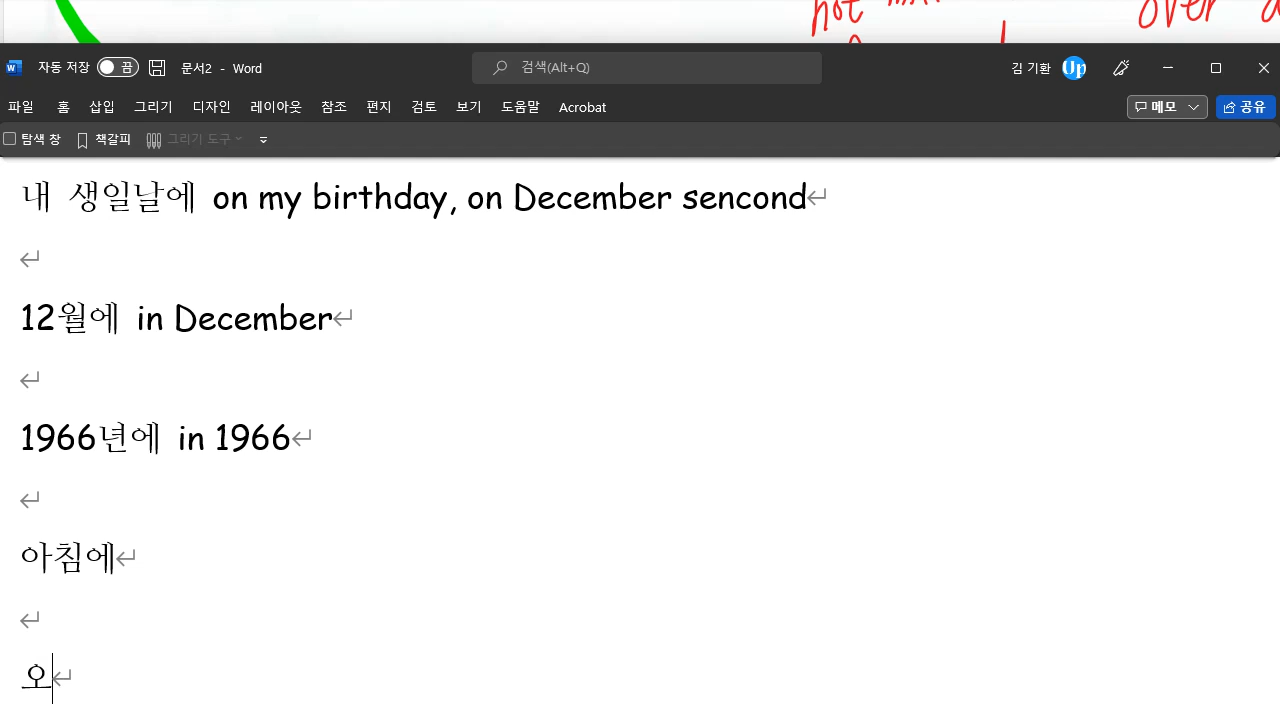 not
over
자동 저장 끔 문서2 - Word 검색(Alt+Q) 김 기환 Up
파일 홈 삽입 그리기 디자인 레이아웃 참조 편지 검토 보기 도움말 Acrobat 메모 공유
탐색 창 책갈피 그리기 도구
내 생일날에 on my birthday, on December sencond
12월에 in December
1966년에 in 1966
아침에
오